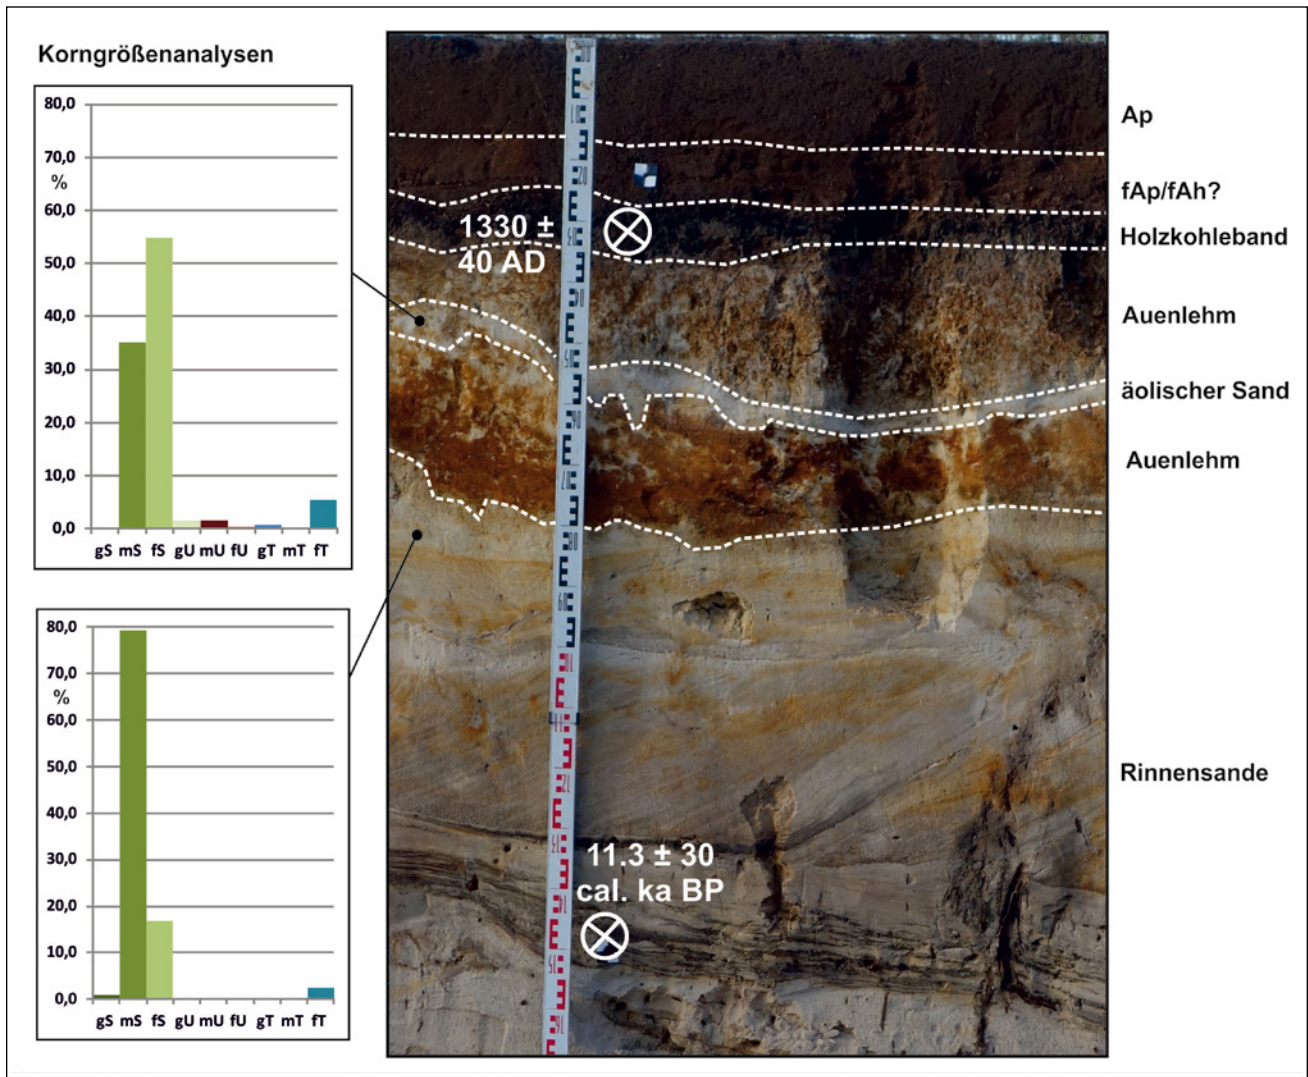 Korngrößenanalysen
80,0
70,0
%
60,0
50,0
40,0
30,0
20,0
10,0
0,0
gS mS fS gU mU fU gT mT fT
80,0
70,0
%
60,0
50,0
40,0
30,0
20,0
10,0
0,0
gS mS fS gU mU fU gT mT fT
1330 ±
40 AD
11.3 ± 30
cal. ka BP
Ap
fAp/fAh?
Holzkohleband
Auenlehm
äolischer Sand
Auenlehm
Rinnensande